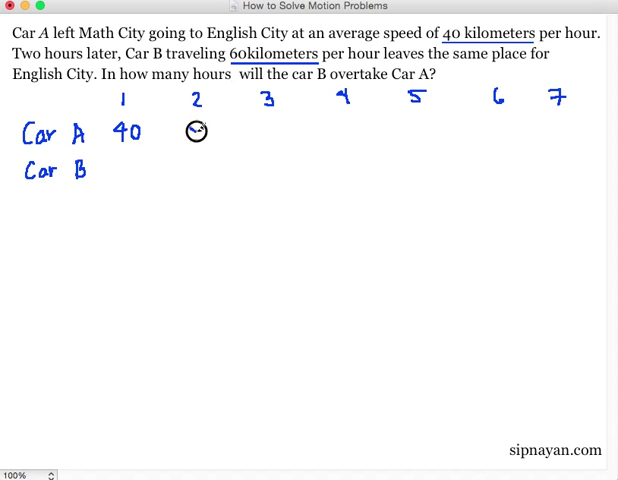 How to Solve Motion Problems
Car A left Math City going to English City at an average speed of 40 kilometers per hour.
Two hours later, Car B traveling 60kilometers per hour leaves the same place for
English City. In how many hours will the car B overtake Car A?
1 2 3 4 5 6 7
Car A 40
Car B
sipnayan.com
100%